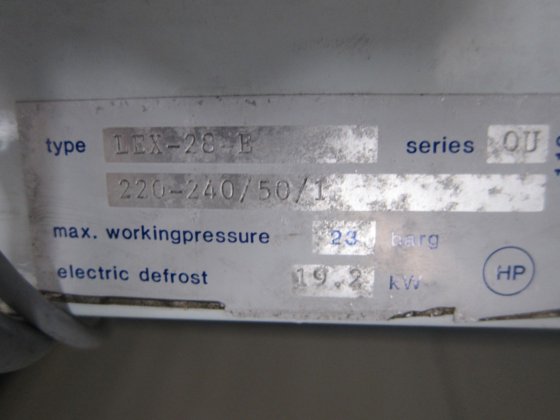 type LEX-28-E series OU
220-240/50/1
max. workingpressure 23 barg
electric defrost 19.2 kW HP